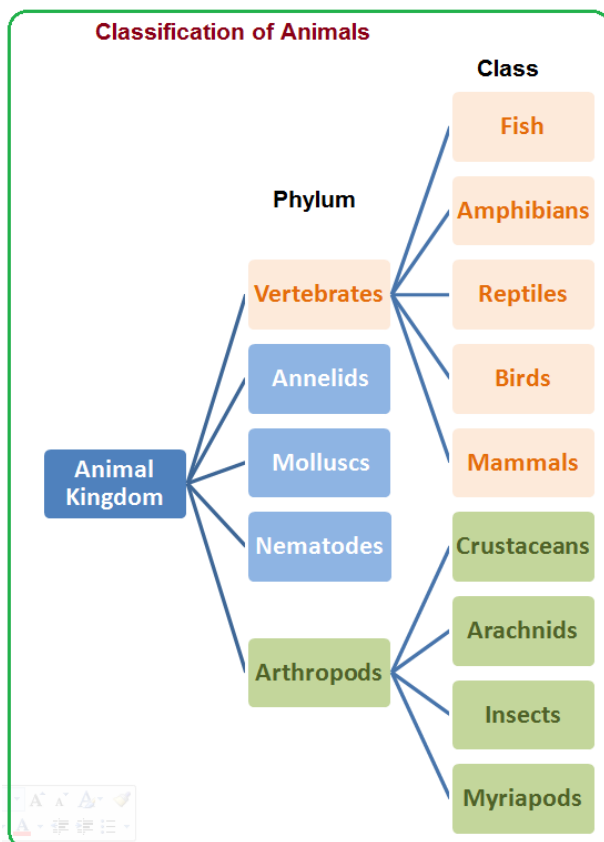 Classification of Animals
Class
Fish
Phylum
Amphibians
Vertebrates
Reptiles
Annelids
Birds
Animal
Kingdom
Molluscs
Mammals
Nematodes
Crustaceans
Arthropods
Arachnids
Insects
Myriapods